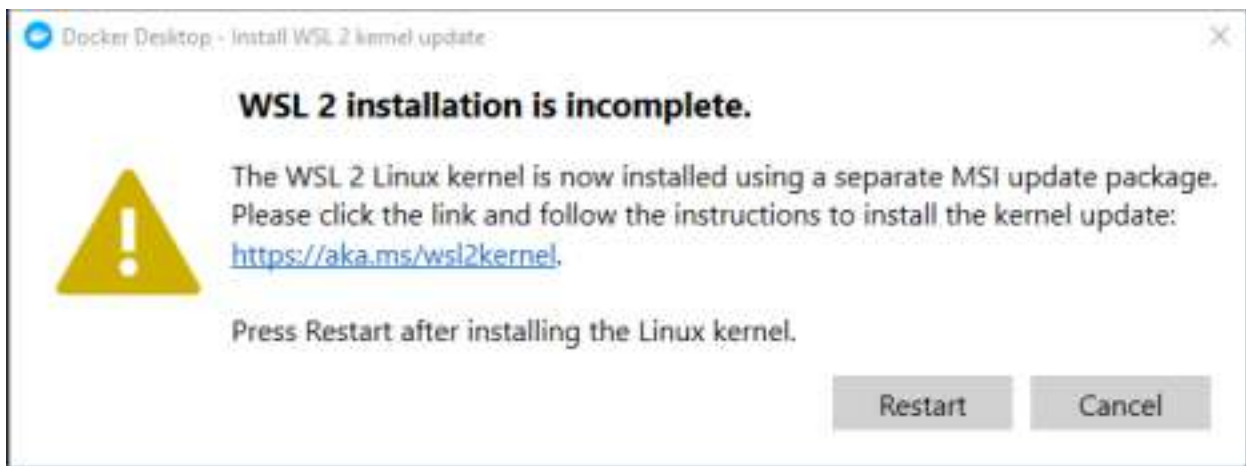 Docker Desktop - Install WSL 2 kernel update
WSL 2 installation is incomplete.
The WSL 2 Linux kernel is now installed using a separate MSI update package.
Please click the link and follow the instructions to install the kernel update:
https://aka.ms/wsl2kernel.
Press Restart after installing the Linux kernel.
Restart Cancel